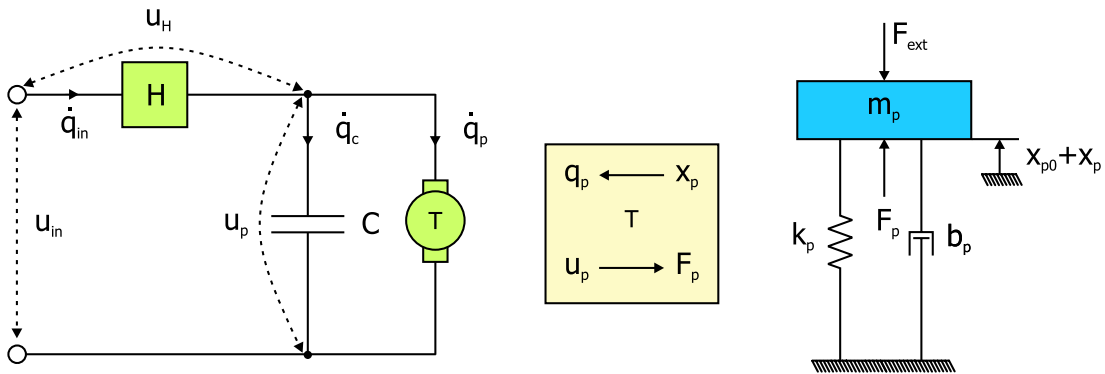 u_H
H
q̇_in
q̇_c
q̇_p
u_in
u_p
C
T
q_p x_p
T
u_p F_p
F_ext
m_p
x_p0+x_p
k_p
F_p
b_p